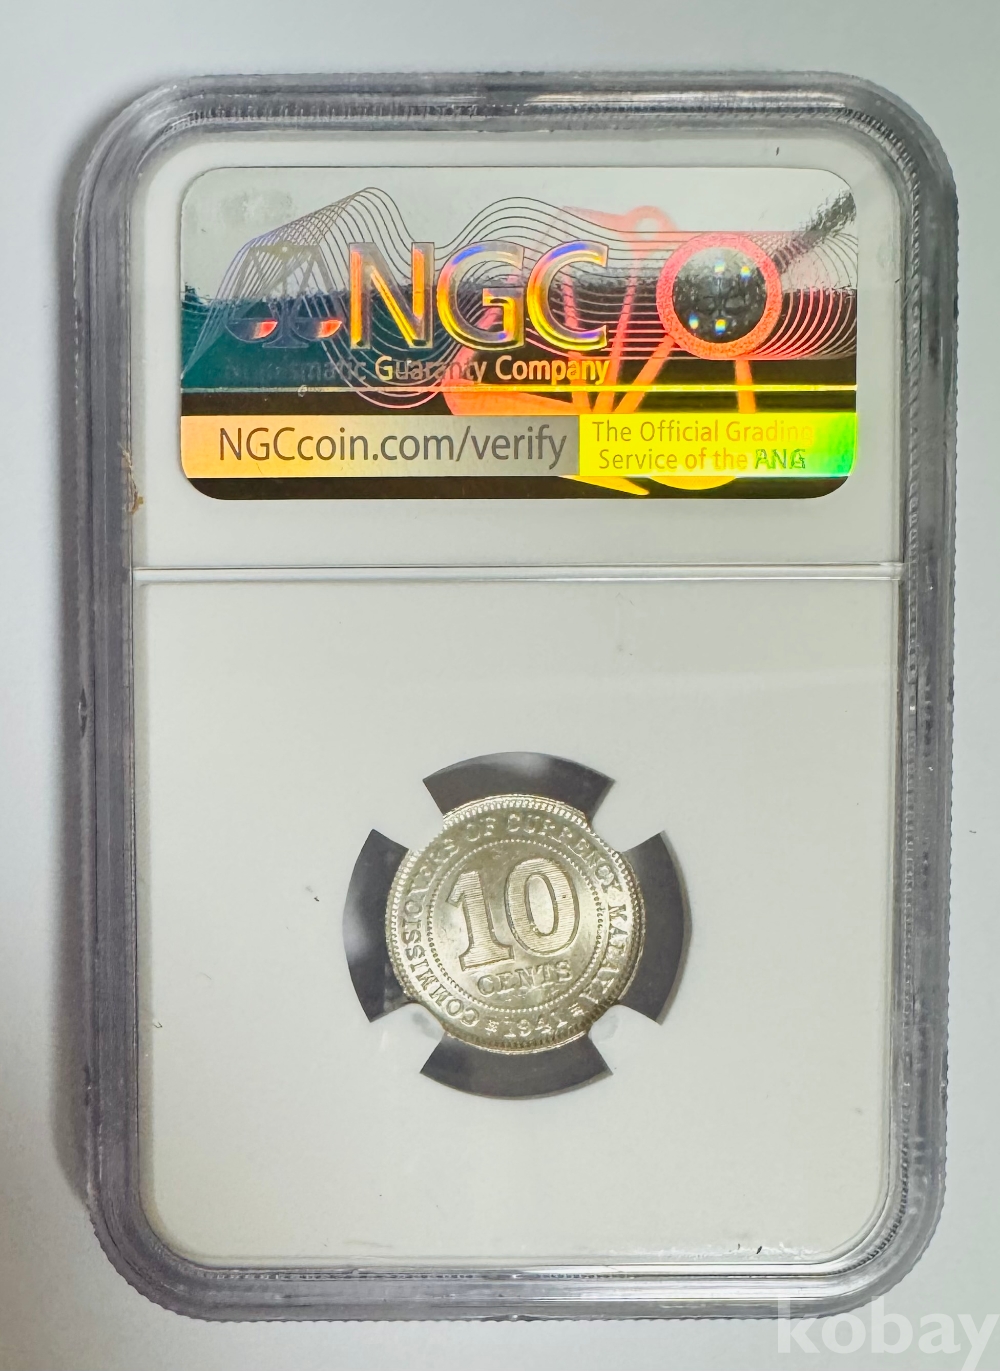 NGC
Numismatic Guaranty Company
NGCcoin.com/verify
The Official Grading
Service of the ANG
COMMISSIONERS OF CURRENCY MALAYA
10
CENTS
1941
kobay